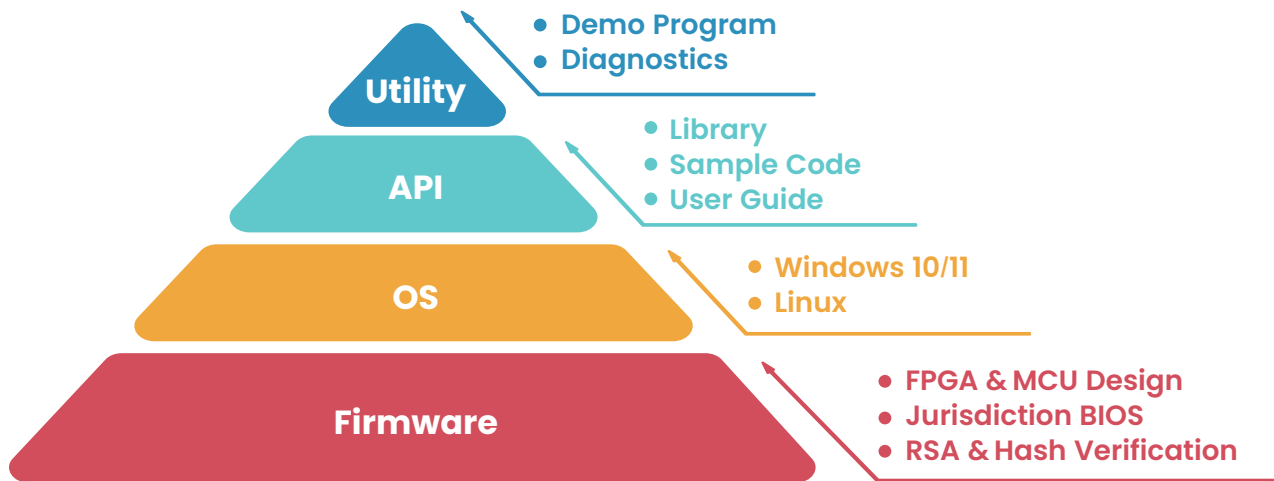 Utility
• Demo Program
• Diagnostics
API
• Library
• Sample Code
• User Guide
OS
• Windows 10/11
• Linux
Firmware
• FPGA & MCU Design
• Jurisdiction BIOS
• RSA & Hash Verification